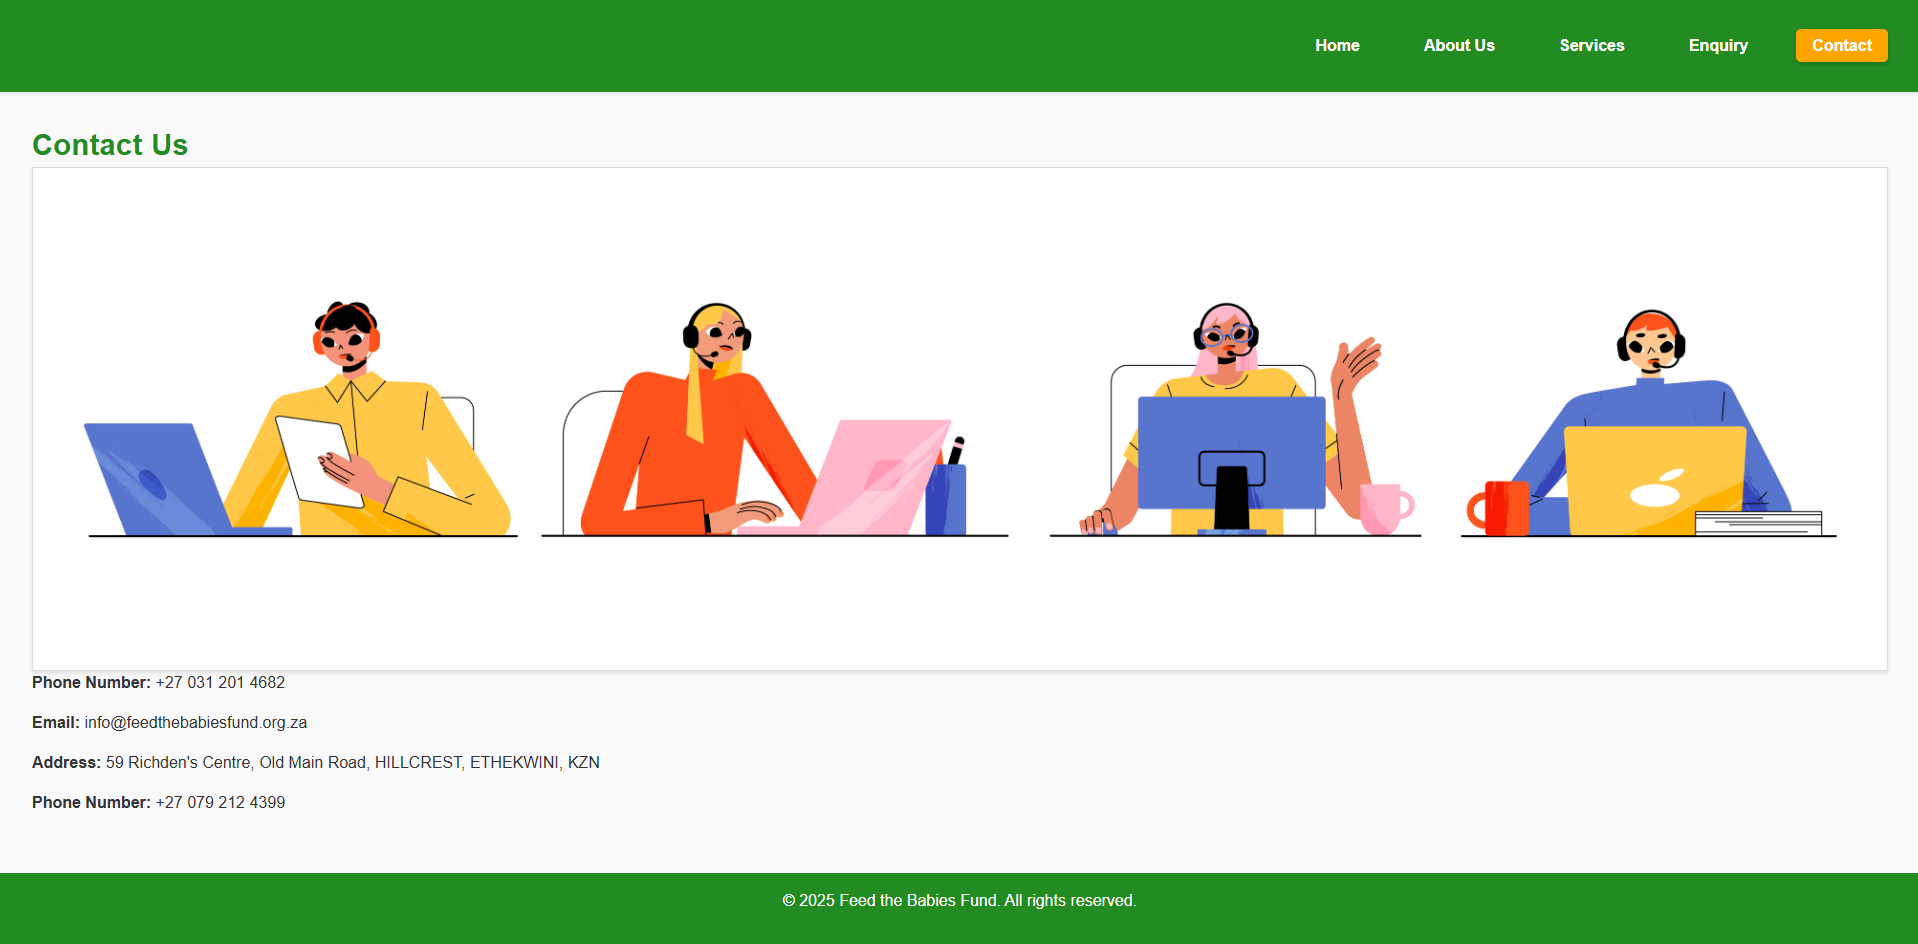 Home About Us Services Enquiry Contact
Contact Us
Phone Number: +27 031 201 4682
Email: info@feedthebabiesfund.org.za
Address: 59 Richden's Centre, Old Main Road, HILLCREST, ETHEKWINI, KZN
Phone Number: +27 079 212 4399
© 2025 Feed the Babies Fund. All rights reserved.